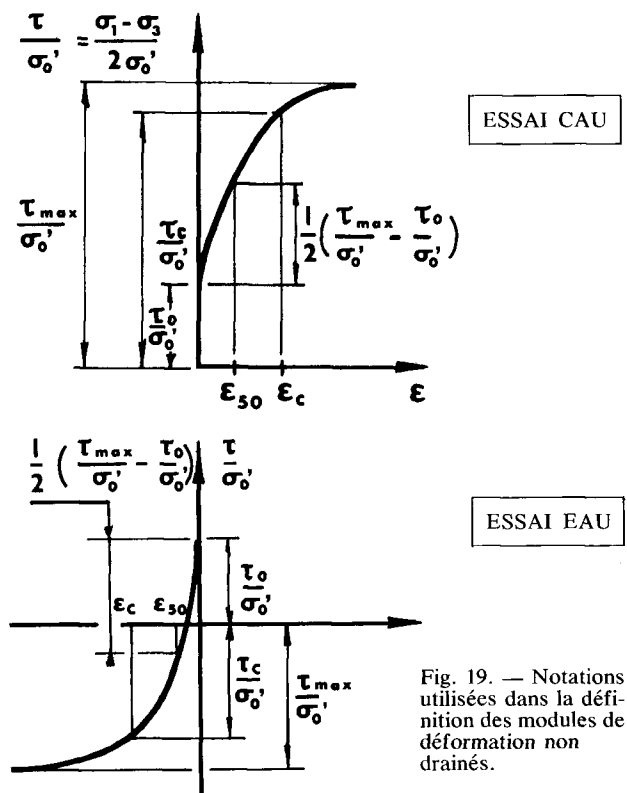 τ/σ₀' = (σ₁ - σ₃)/(2σ₀')
ESSAI CAU
τmax/σ₀'
τc/σ₀'
τ₀/σ₀'
1/2 (τmax/σ₀' - τ₀/σ₀')
ε₅₀
εc
ε
1/2 (τmax/σ₀' - τ₀/σ₀')
τ/σ₀'
ESSAI EAU
τ₀/σ₀'
εc
ε₅₀
τc/σ₀'
τmax/σ₀'
Fig. 19. — Notations
utilisées dans la défi-
nition des modules de
déformation non
drainés.